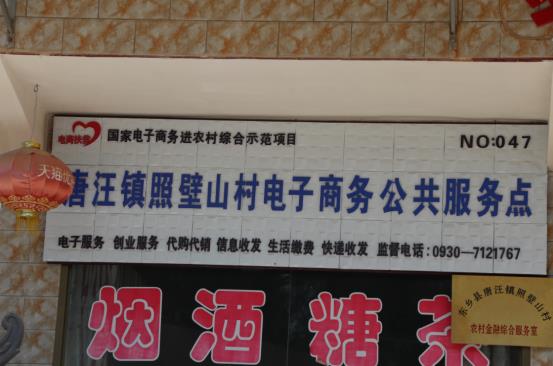 电商扶贫 国家电子商务进农村综合示范项目 NO:047
唐汪镇照壁山村电子商务公共服务点
电子服务 创业服务 代购代销 信息收发 生活缴费 快递收发 监督电话:0930—7121767
天猫优
烟酒糖茶
东乡县唐汪镇照壁山村
农村金融综合服务室